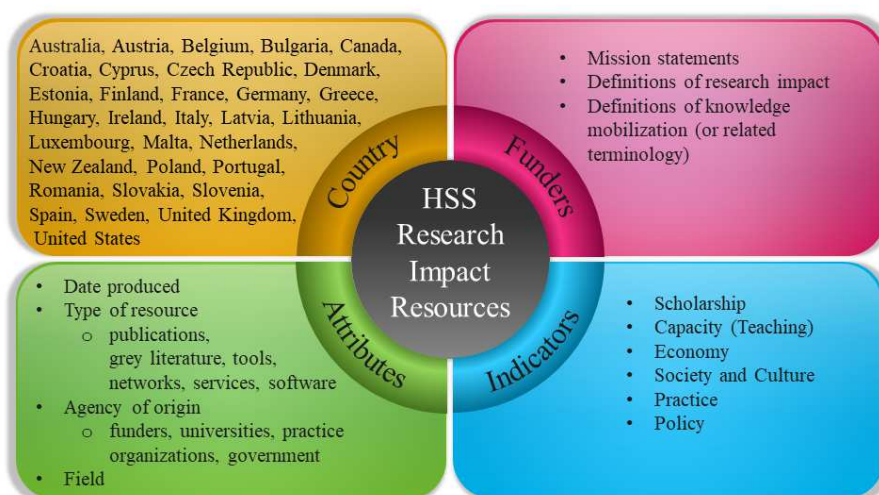 Australia, Austria, Belgium, Bulgaria, Canada,
Croatia, Cyprus, Czech Republic, Denmark,
Estonia, Finland, France, Germany, Greece,
Hungary, Ireland, Italy, Latvia, Lithuania,
Luxembourg, Malta, Netherlands,
New Zealand, Poland, Portugal,
Romania, Slovakia, Slovenia,
Spain, Sweden, United Kingdom,
United States
• Mission statements
• Definitions of research impact
• Definitions of knowledge
mobilization (or related
terminology)
Country
Funders
HSS
Research
Impact
Resources
Attributes
Indicators
• Date produced
• Type of resource
o publications,
grey literature, tools,
networks, services, software
• Agency of origin
o funders, universities, practice
organizations, government
• Field
• Scholarship
• Capacity (Teaching)
• Economy
• Society and Culture
• Practice
• Policy